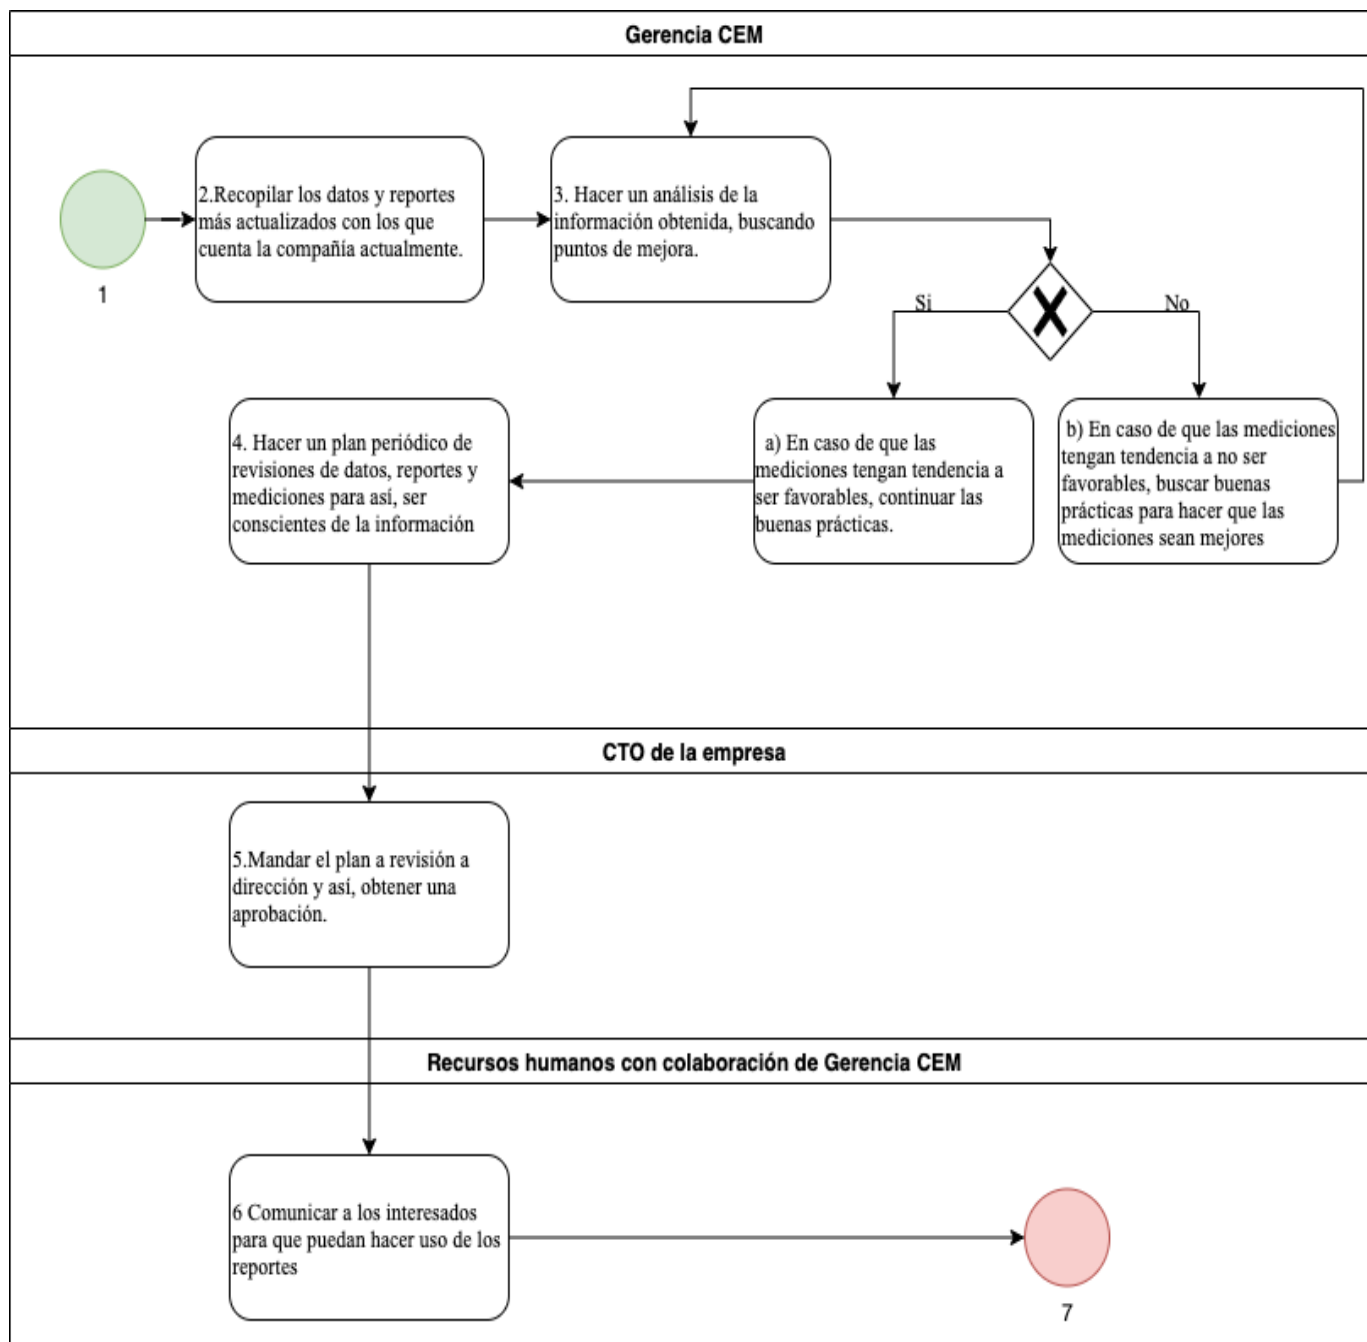 Gerencia CEM
1
2.Recopilar los datos y reportes
más actualizados con los que
cuenta la compañía actualmente.
3. Hacer un análisis de la
información obtenida, buscando
puntos de mejora.
Si
No
a) En caso de que las
mediciones tengan tendencia a
ser favorables, continuar las
buenas prácticas.
b) En caso de que las mediciones
tengan tendencia a no ser
favorables, buscar buenas
prácticas para hacer que las
mediciones sean mejores
4. Hacer un plan periódico de
revisiones de datos, reportes y
mediciones para así, ser
conscientes de la información
CTO de la empresa
5.Mandar el plan a revisión a
dirección y así, obtener una
aprobación.
Recursos humanos con colaboración de Gerencia CEM
6 Comunicar a los interesados
para que puedan hacer uso de los
reportes
7